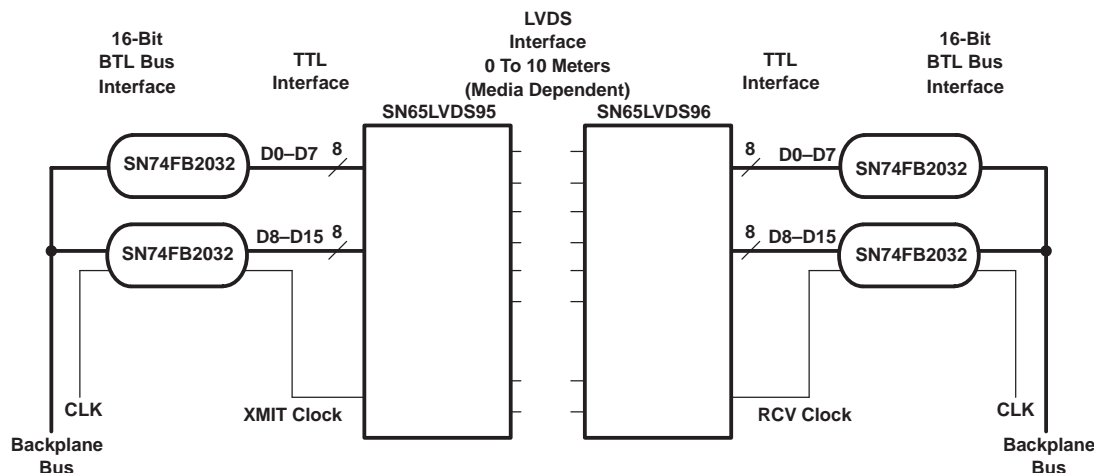 16-Bit
BTL Bus
Interface
TTL
Interface
LVDS
Interface
0 To 10 Meters
(Media Dependent)
TTL
Interface
16-Bit
BTL Bus
Interface
SN65LVDS95
SN65LVDS96
SN74FB2032
D0–D7
8
8
D0–D7
SN74FB2032
SN74FB2032
D8–D15
8
8
D8–D15
SN74FB2032
CLK
XMIT Clock
RCV Clock
CLK
Backplane
Bus
Backplane
Bus